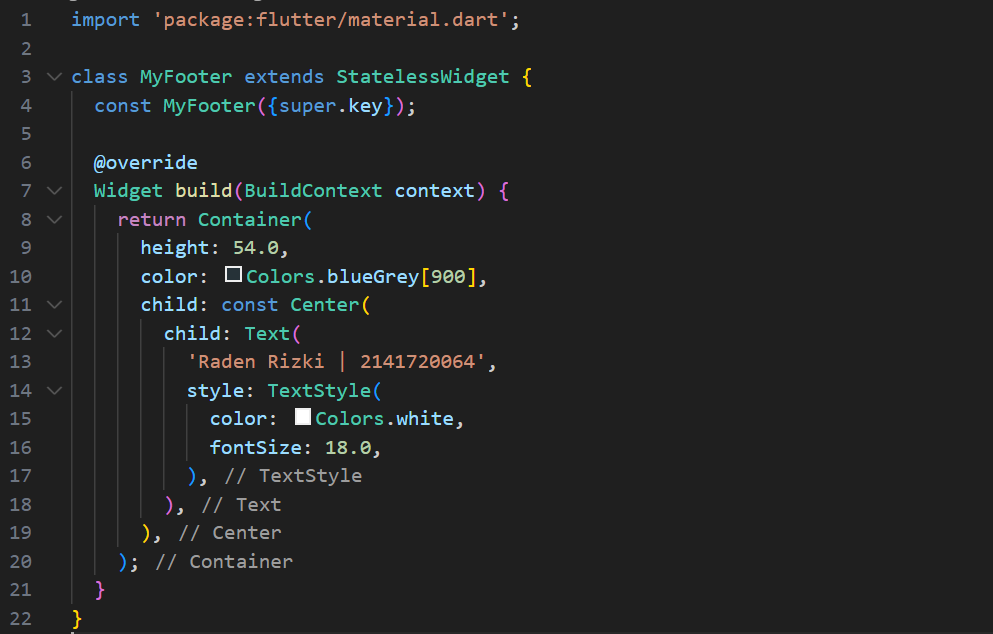 1 import 'package:flutter/material.dart';
2
3 class MyFooter extends StatelessWidget {
4   const MyFooter({super.key});
5
6   @override
7   Widget build(BuildContext context) {
8     return Container(
9       height: 54.0,
10       color: Colors.blueGrey[900],
11       child: const Center(
12         child: Text(
13           'Raden Rizki | 2141720064',
14           style: TextStyle(
15             color: Colors.white,
16             fontSize: 18.0,
17           ), // TextStyle
18         ), // Text
19       ), // Center
20     ); // Container
21   }
22 }